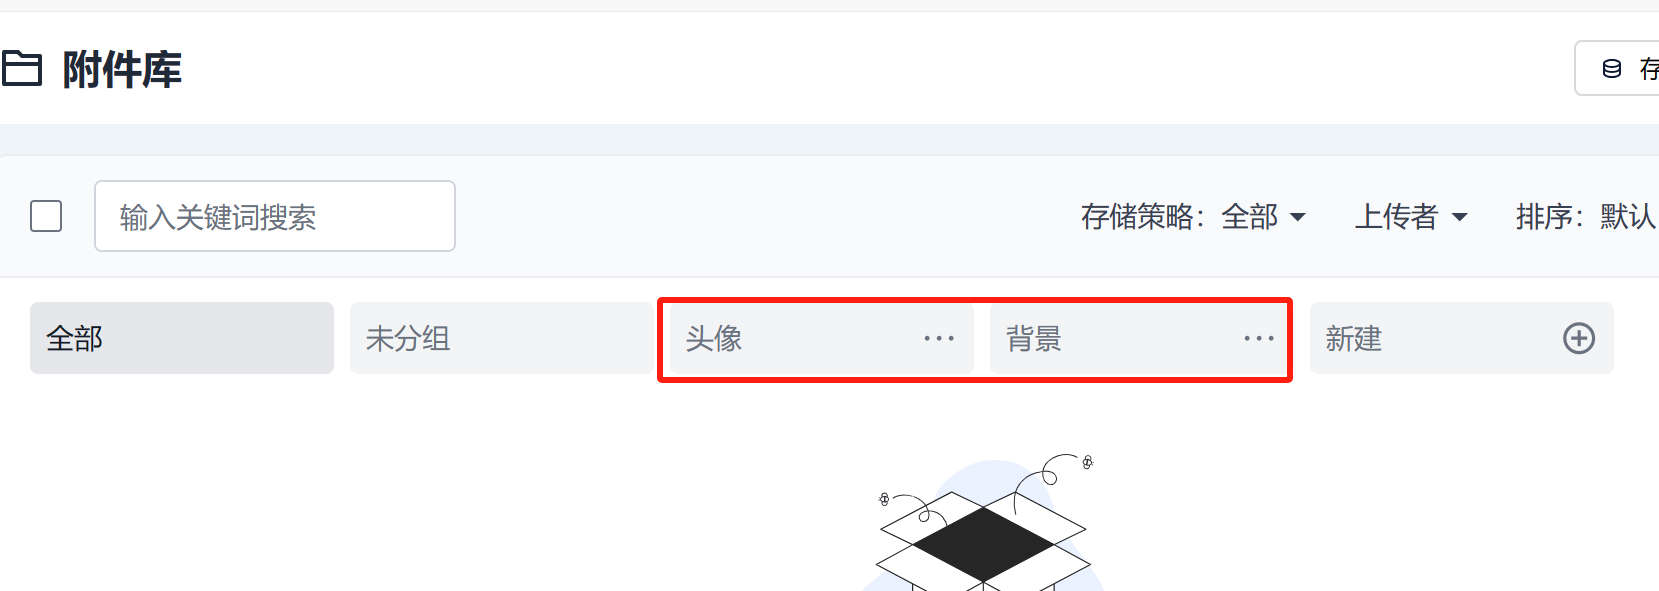 附件库
存
输入关键词搜索
存储策略：全部
上传者
排序：默认
全部
未分组
头像
背景
新建